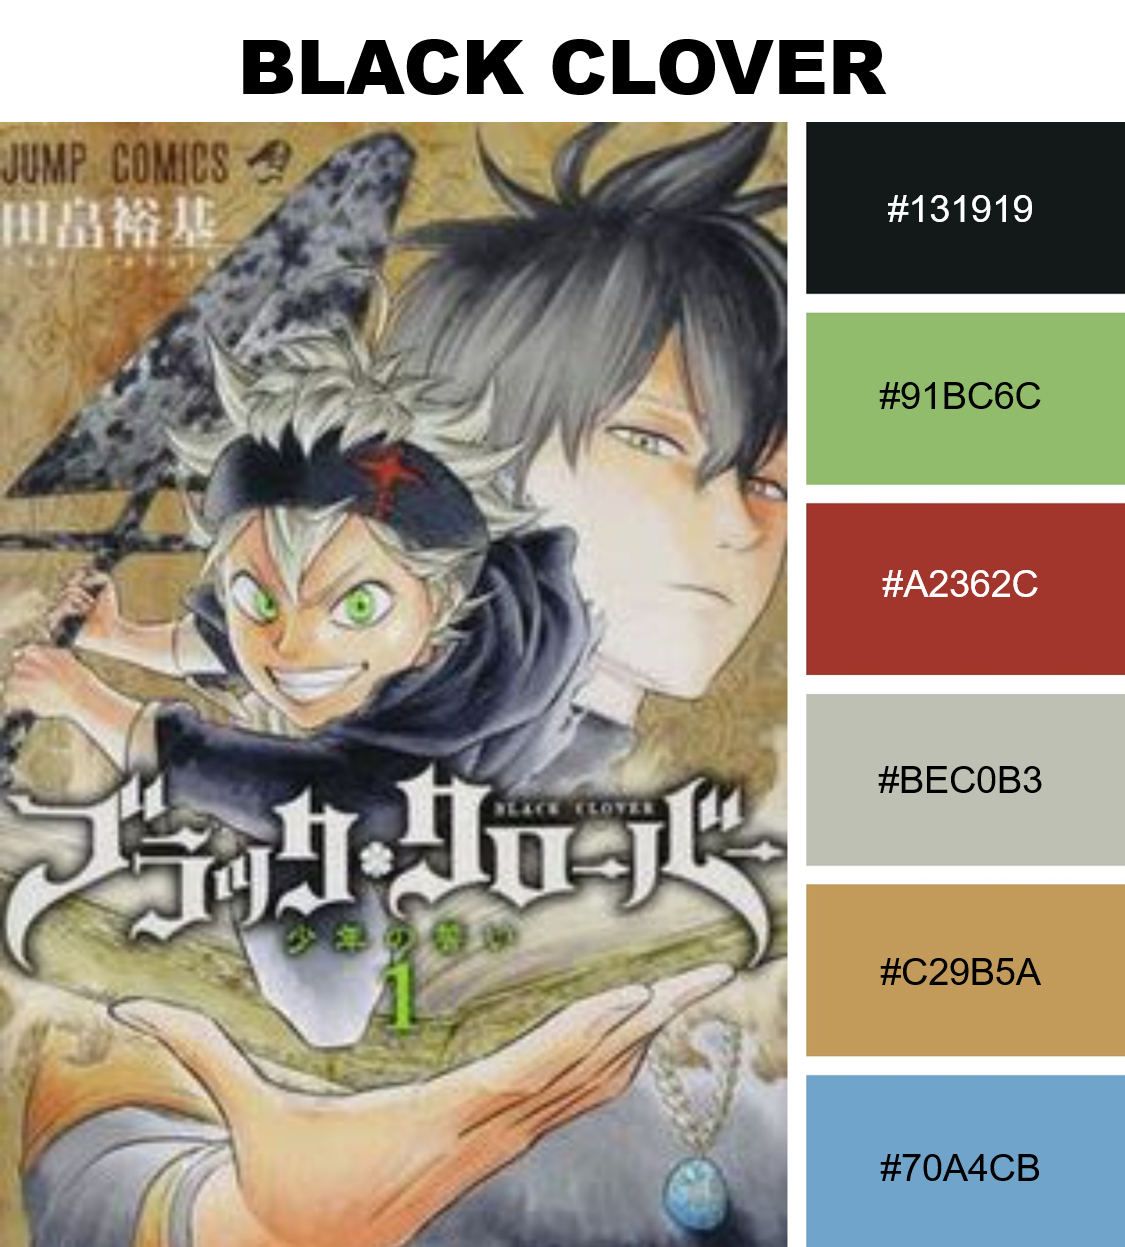 BLACK CLOVER
JUMP COMICS
田畠裕基
BLACK CLOVER
ブラッククローバー
少年の誓い
1
#131919
#91BC6C
#A2362C
#BEC0B3
#C29B5A
#70A4CB